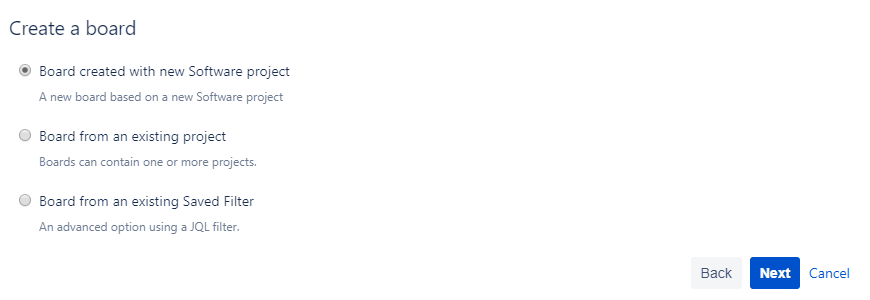 Create a board
Board created with new Software project
A new board based on a new Software project
Board from an existing project
Boards can contain one or more projects.
Board from an existing Saved Filter
An advanced option using a JQL filter.
Back Next Cancel